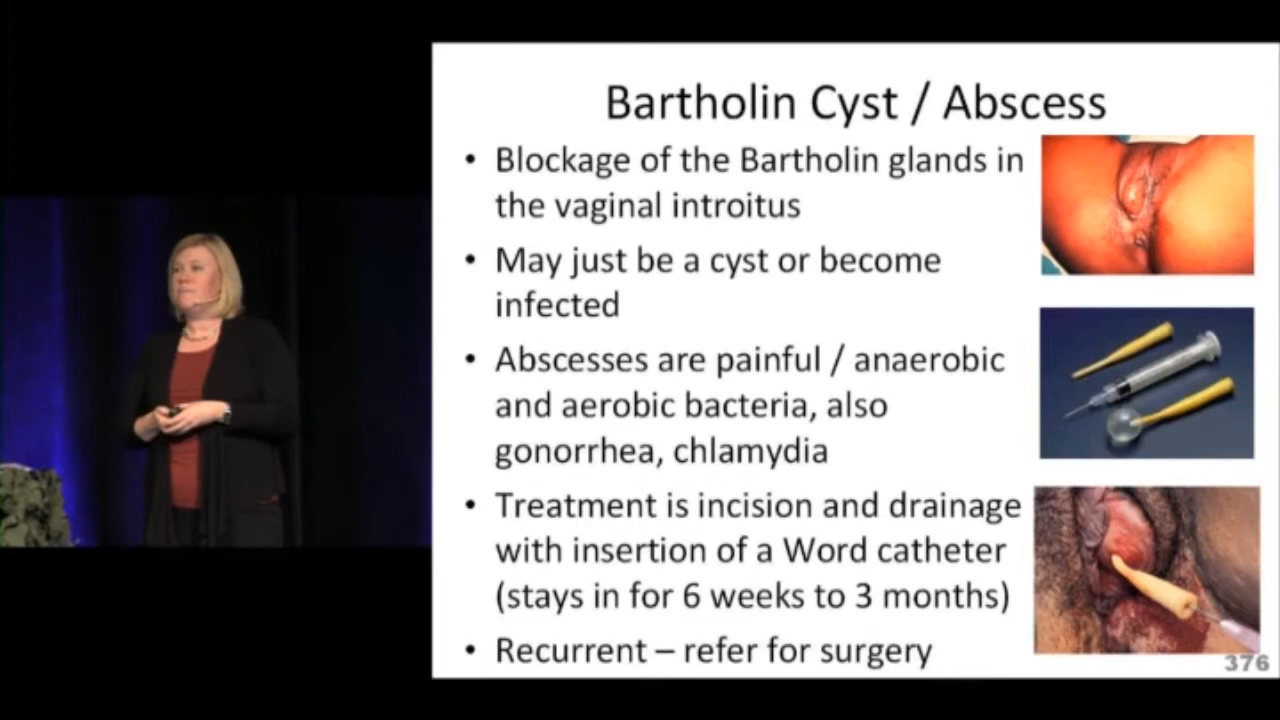 Bartholin Cyst / Abscess
• Blockage of the Bartholin glands in
the vaginal introitus
• May just be a cyst or become
infected
• Abscesses are painful / anaerobic
and aerobic bacteria, also
gonorrhea, chlamydia
• Treatment is incision and drainage
with insertion of a Word catheter
(stays in for 6 weeks to 3 months)
• Recurrent – refer for surgery
376